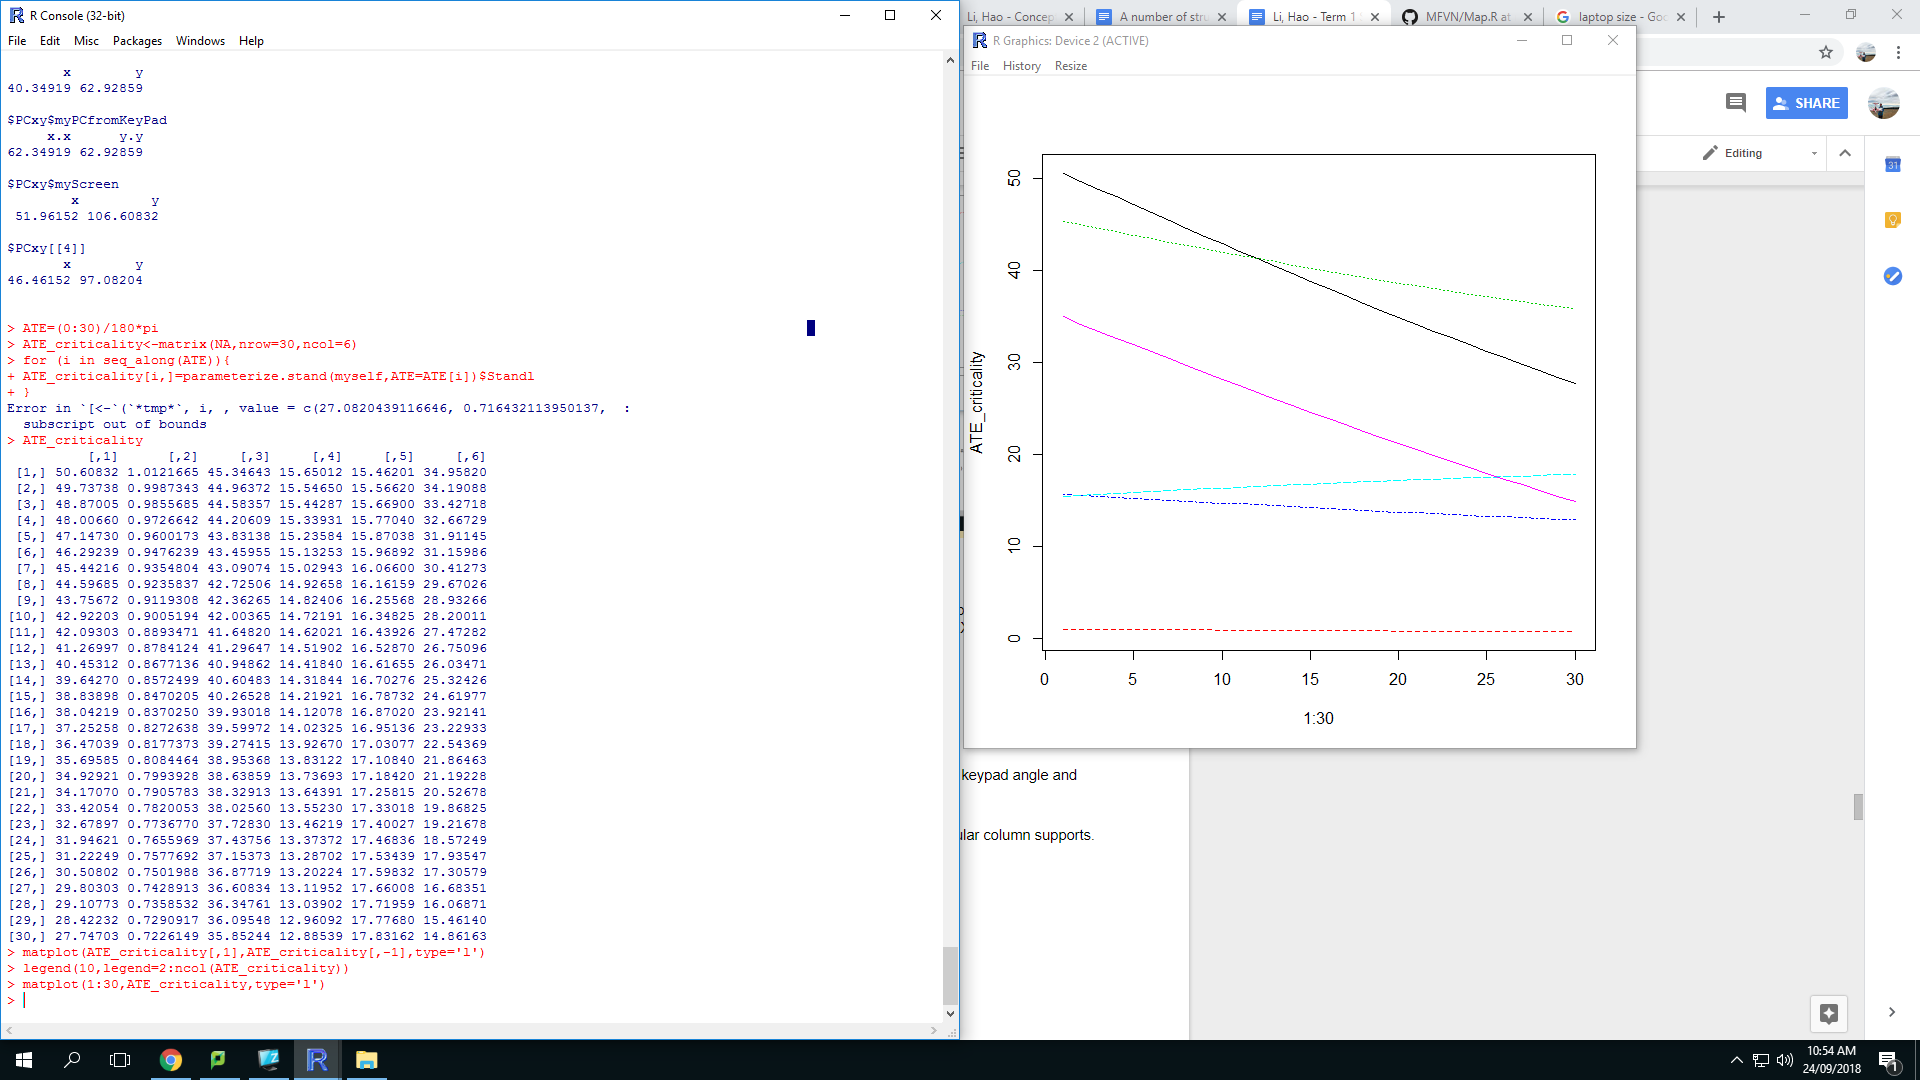 R Console (32-bit)
File Edit Misc Packages Windows Help
x y
40.34919 62.92859
$PCxy$myPCfromKeyPad
x.x y.y
62.34919 62.92859
$PCxy$myScreen
x y
51.96152 106.60832
$PCxy[[4]]
x y
46.46152 97.08204
> ATE=(0:30)/180*pi
> ATE_criticality<-matrix(NA,nrow=30,ncol=6)
> for (i in seq_along(ATE)){
+ ATE_criticality[i,]=parameterize.stand(myself,ATE=ATE[i])$Standl
+ }
Error in `[<-`(`*tmp*`, i, , value = c(27.0820439116646, 0.716432113950137, :
subscript out of bounds
> ATE_criticality
[,1] [,2] [,3] [,4] [,5] [,6]
[1,] 50.60832 1.0121665 45.34643 15.65012 15.46201 34.95820
[2,] 49.73738 0.9987343 44.96372 15.54650 15.56620 34.19088
[3,] 48.87005 0.9855685 44.58357 15.44287 15.66900 33.42718
[4,] 48.00660 0.9726642 44.20609 15.33931 15.77040 32.66729
[5,] 47.14730 0.9600173 43.83138 15.23584 15.87038 31.91145
[6,] 46.29239 0.9476239 43.45955 15.13253 15.96892 31.15986
[7,] 45.44216 0.9354804 43.09074 15.02943 16.06600 30.41273
[8,] 44.59685 0.9235837 42.72506 14.92658 16.16159 29.67026
[9,] 43.75672 0.9119308 42.36265 14.82406 16.25568 28.93266
[10,] 42.92203 0.9005194 42.00365 14.72191 16.34825 28.20011
[11,] 42.09303 0.8893471 41.64820 14.62021 16.43926 27.47282
[12,] 41.26997 0.8784124 41.29647 14.51902 16.52870 26.75096
[13,] 40.45312 0.8677136 40.94862 14.41840 16.61655 26.03471
[14,] 39.64270 0.8572499 40.60483 14.31844 16.70276 25.32426
[15,] 38.83898 0.8470205 40.26528 14.21921 16.78732 24.61977
[16,] 38.04219 0.8370250 39.93018 14.12078 16.87020 23.92141
[17,] 37.25258 0.8272638 39.59972 14.02325 16.95136 23.22933
[18,] 36.47039 0.8177373 39.27415 13.92670 17.03077 22.54369
[19,] 35.69585 0.8084464 38.95368 13.83122 17.10840 21.86463
[20,] 34.92921 0.7993928 38.63859 13.73693 17.18420 21.19228
[21,] 34.17070 0.7905783 38.32913 13.64391 17.25815 20.52678
[22,] 33.42054 0.7820053 38.02560 13.55230 17.33018 19.86825
[23,] 32.67897 0.7736770 37.72830 13.46219 17.40027 19.21678
[24,] 31.94621 0.7655969 37.43756 13.37372 17.46836 18.57249
[25,] 31.22249 0.7577692 37.15373 13.28702 17.53439 17.93547
[26,] 30.50802 0.7501988 36.87719 13.20224 17.59832 17.30579
[27,] 29.80303 0.7428913 36.60834 13.11952 17.66008 16.68351
[28,] 29.10773 0.7358532 36.34761 13.03902 17.71959 16.06871
[29,] 28.42232 0.7290917 36.09548 12.96092 17.77680 15.46140
[30,] 27.74703 0.7226149 35.85244 12.88539 17.83162 14.86163
> matplot(ATE_criticality[,1],ATE_criticality[,-1],type='l')
> legend(10,legend=2:ncol(ATE_criticality))
> matplot(1:30,ATE_criticality,type='l')
>
Li, Hao - Concep
A number of stru
Li, Hao - Term 1
MFVN/Map.R at
laptop size - Goo
R Graphics: Device 2 (ACTIVE)
File History Resize
ATE_criticality
50
40
30
20
10
0
0 5 10 15 20 25 30
1:30
SHARE
Editing
31
keypad angle and
ular column supports.
10:54 AM
24/09/2018
1